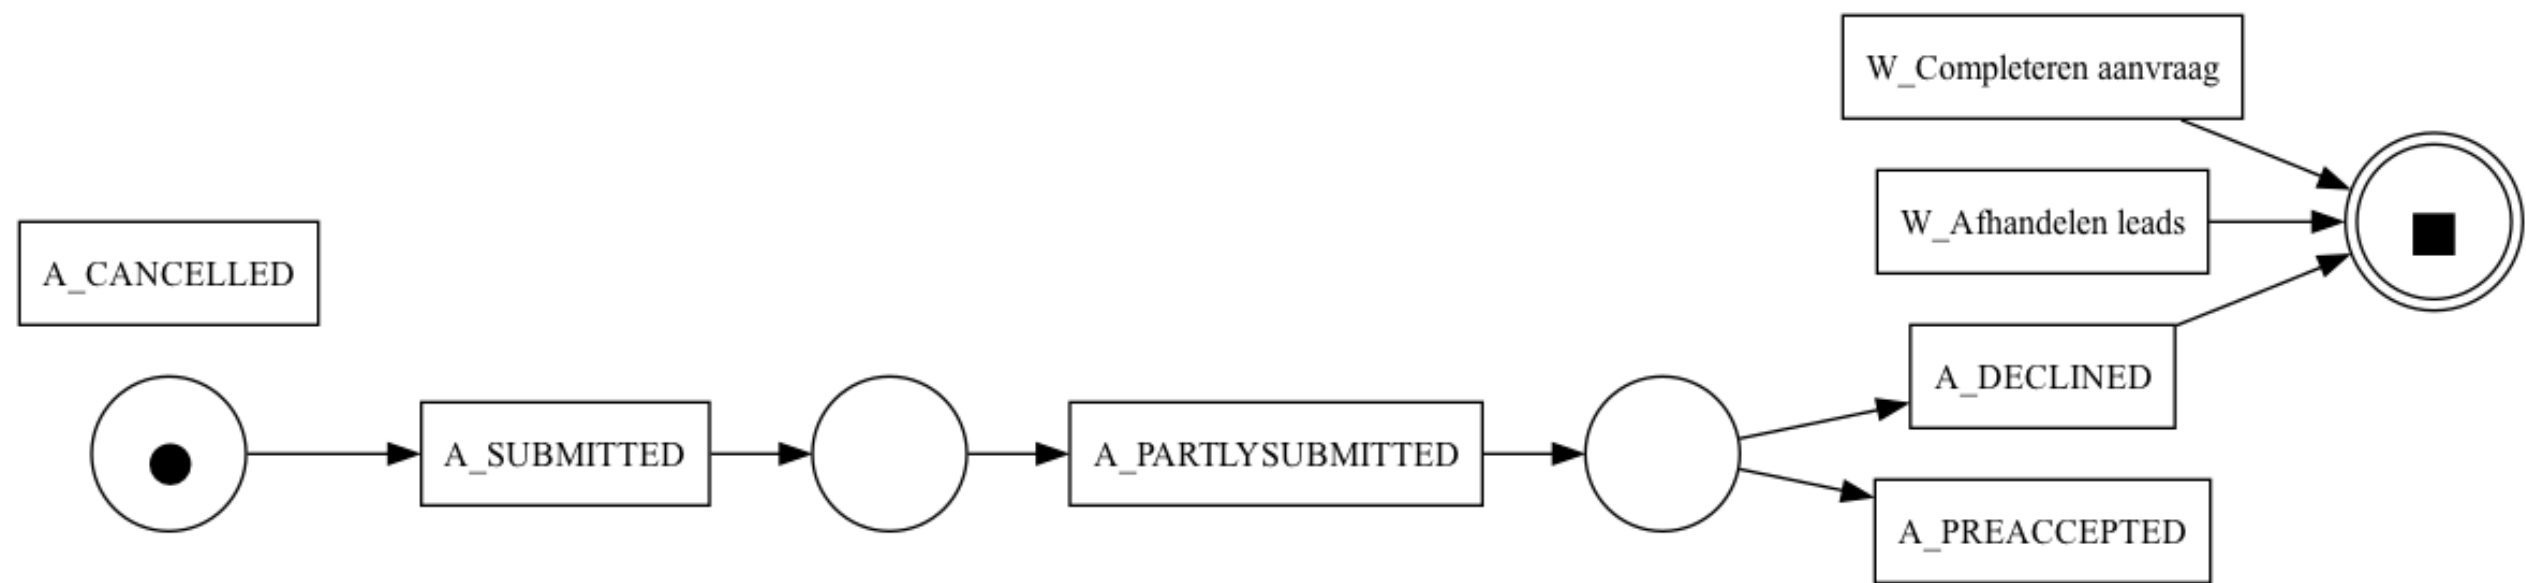 W_Completeren aanvraag
W_Afhandelen leads
A_CANCELLED
A_DECLINED
A_SUBMITTED
A_PARTLYSUBMITTED
A_PREACCEPTED